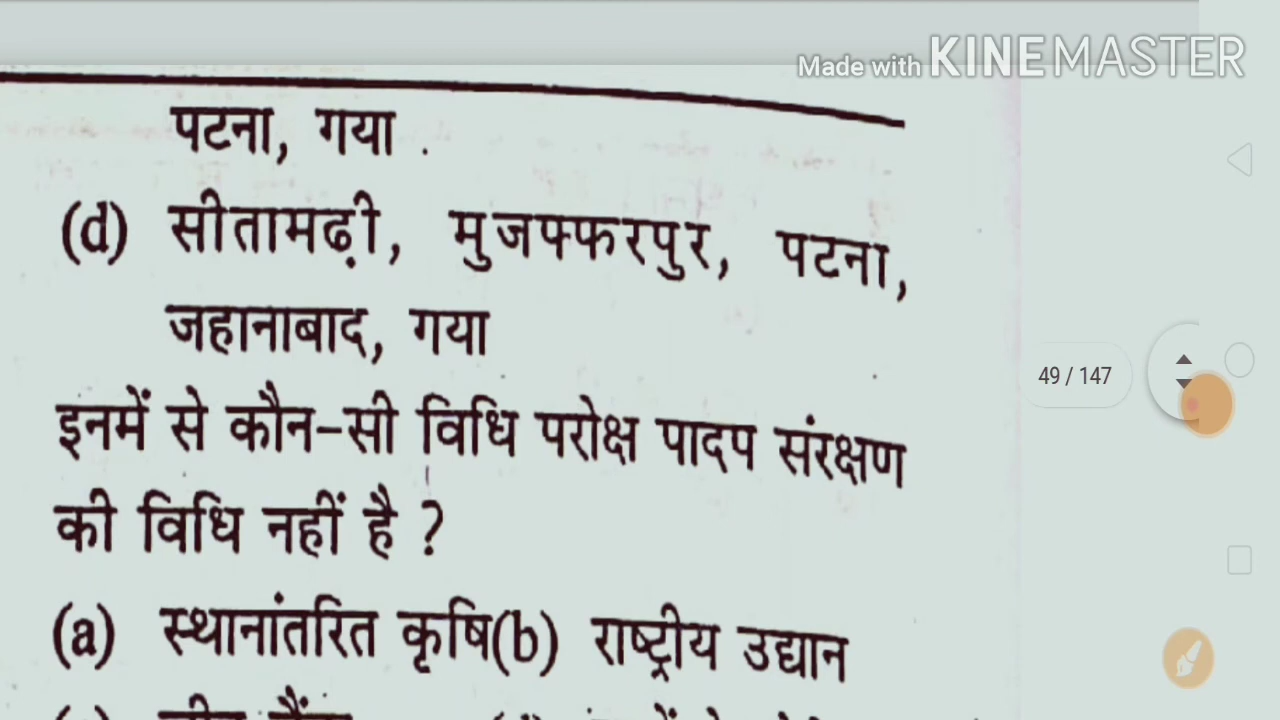 Made with KINEMASTER
पटना, गया .
(d) सीतामढ़ी, मुजफ्फरपुर, पटना,
जहानाबाद, गया
49 / 147
इनमें से कौन-सी विधि परोक्ष पादप संरक्षण
की विधि नहीं है ?
(a) स्थानांतरित कृषि(b) राष्ट्रीय उद्यान